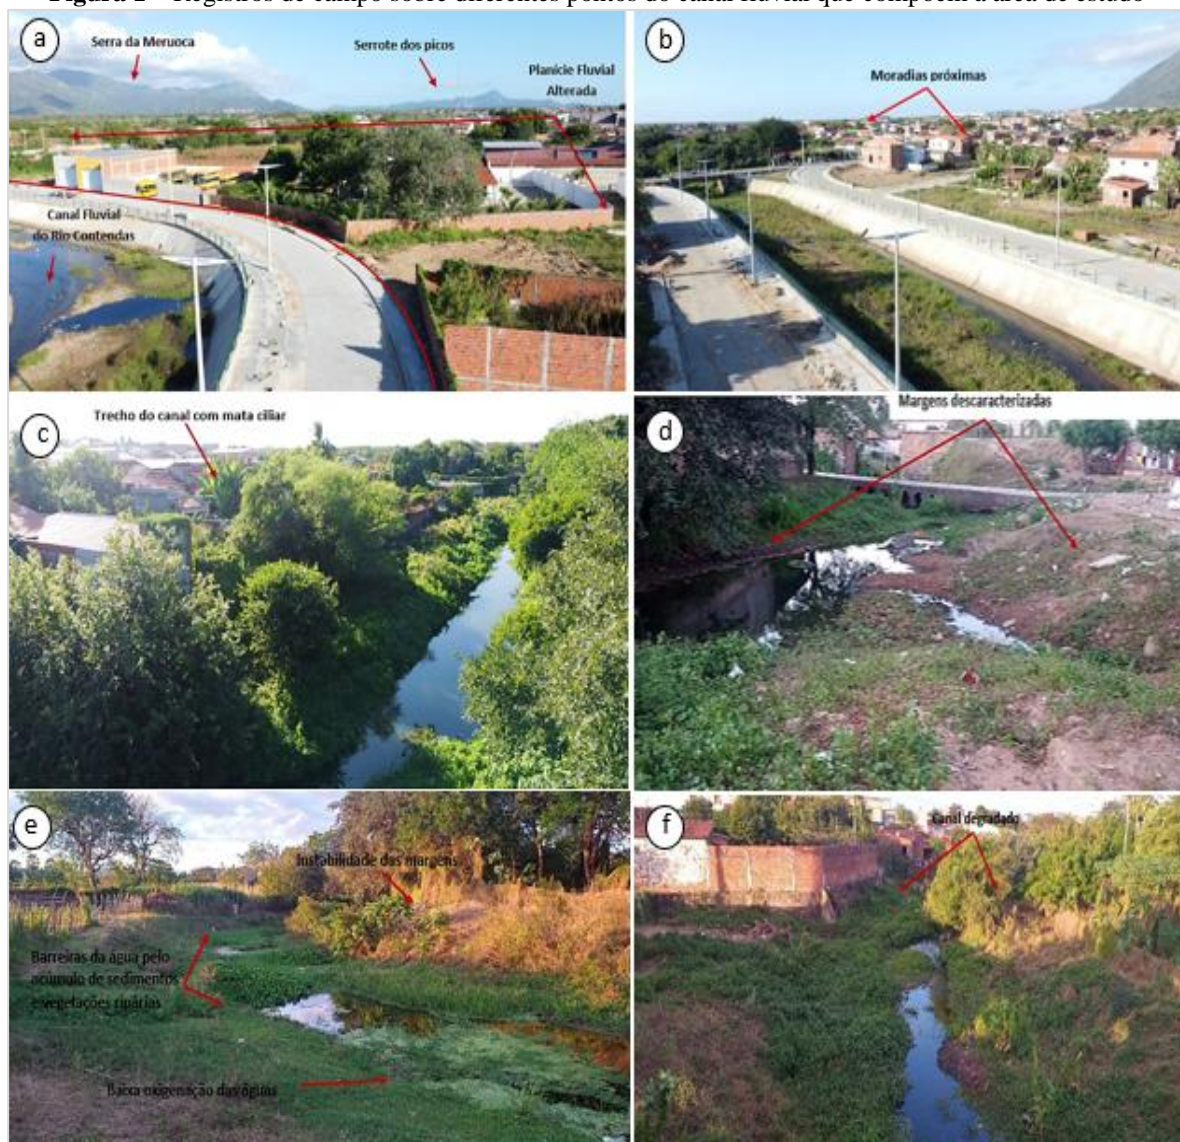 Figura 1 – Registros de campo sobre diferentes pontos do canal fluvial que compõem a área de estudo
a
Serra da Meruoca
Serrote dos picos
Planície Fluvial
Alterada
Canal Fluvial
do Rio Contendas
b
Moradias próximas
c
Trecho do canal com mata ciliar
d
Margens descaracterizadas
e
Instabilidade das margens
Barreiras da água pelo
acúmulo de sedimentos
e vegetações ripárias
Baixa oxigenação das águas
f
Canal degradado